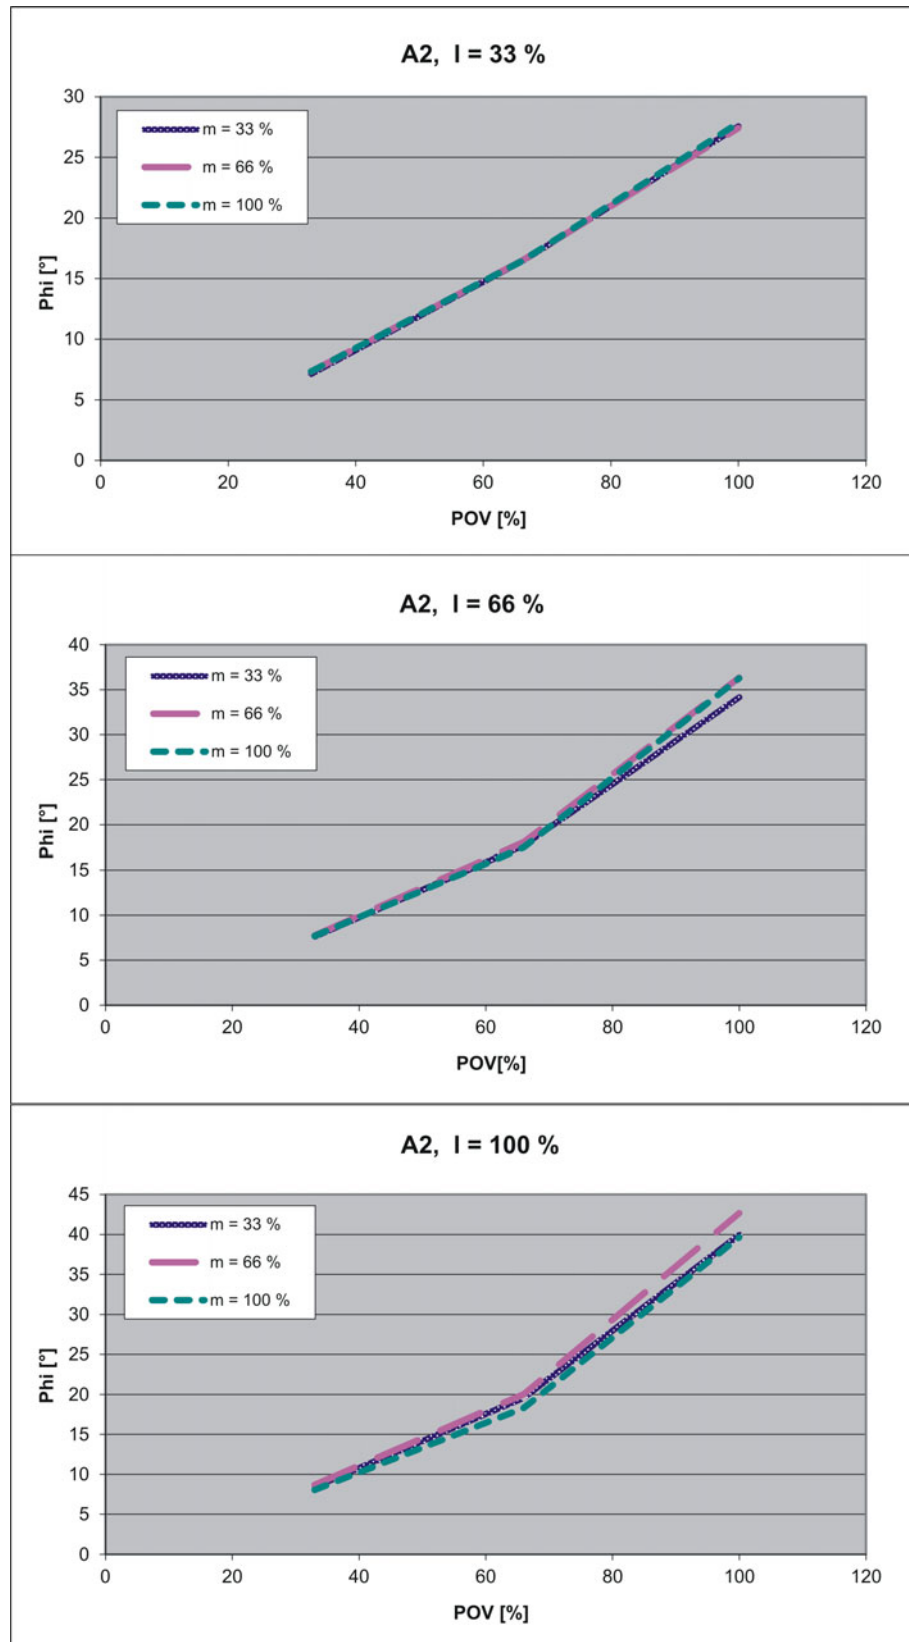 A2, l = 33 %
30
25
20
15
10
5
0
m = 33 %
m = 66 %
m = 100 %
Phi [°]
0 20 40 60 80 100 120
POV [%]
A2, l = 66 %
40
35
30
25
20
15
10
5
0
m = 33 %
m = 66 %
m = 100 %
Phi [°]
0 20 40 60 80 100 120
POV[%]
A2, l = 100 %
45
40
35
30
25
20
15
10
5
0
m = 33 %
m = 66 %
m = 100 %
Phi [°]
0 20 40 60 80 100 120
POV [%]